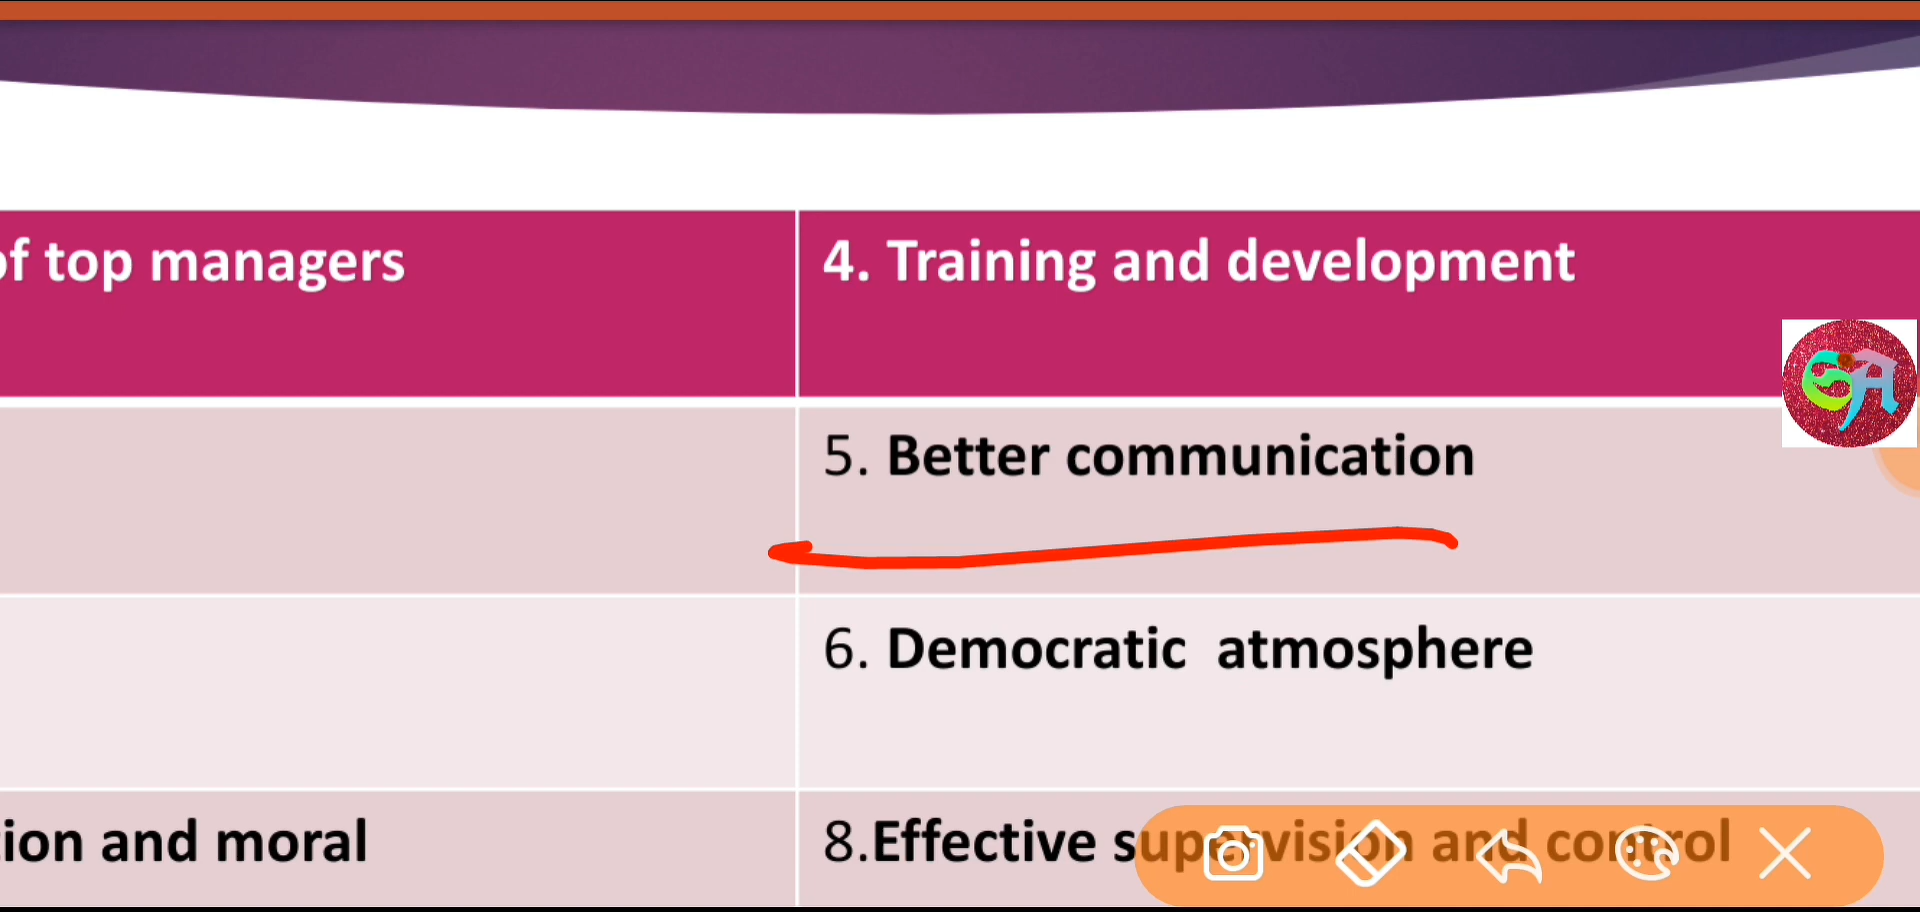 of top managers
4. Training and development
5. Better communication
6. Democratic atmosphere
ion and moral
8.Effective supervision and control